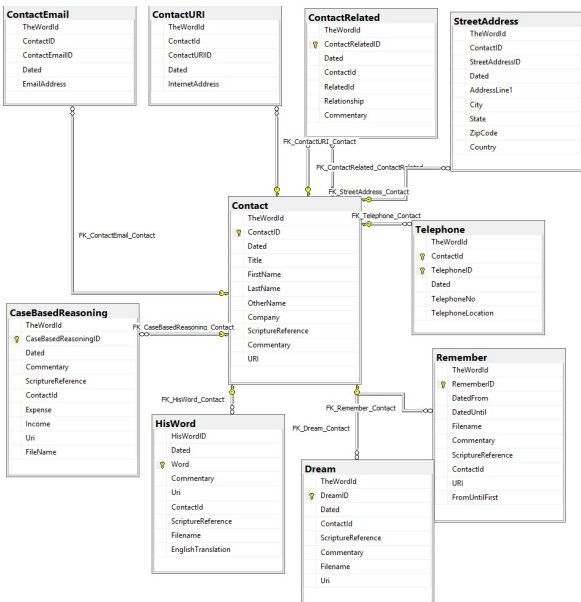 ContactEmail
TheWordId
ContactID
ContactEmailID
Dated
EmailAddress
ContactURI
TheWordId
ContactId
ContactURIID
Dated
InternetAddress
ContactRelated
TheWordId
ContactRelatedID
Dated
ContactId
RelatedId
Relationship
Commentary
StreetAddress
TheWordId
ContactID
StreetAddressID
Dated
AddressLine1
City
State
ZipCode
Country
FK_ContactURI_Contact
FK_ContactRelated_ContactRelated
FK_StreetAddress_Contact
FK_Telephone_Contact
FK_ContactEmail_Contact
Contact
TheWordId
ContactID
Dated
Title
FirstName
LastName
OtherName
Company
ScriptureReference
Commentary
URI
Telephone
TheWordId
ContactId
TelephoneID
Dated
TelephoneNo
TelephoneLocation
CaseBasedReasoning
TheWordId
CaseBasedReasoningID
Dated
Commentary
ScriptureReference
ContactId
Expense
Income
Uri
FileName
FK_CaseBasedReasoning_Contact
FK_HisWord_Contact
FK_Remember_Contact
FK_Dream_Contact
HisWord
HisWordID
Dated
Word
Commentary
Uri
ContactId
ScriptureReference
Filename
EnglishTranslation
Remember
TheWordId
RememberID
DatedFrom
DatedUntil
Filename
Commentary
ScriptureReference
ContactId
URI
FromUntilFirst
Dream
TheWordId
DreamID
Dated
ContactId
ScriptureReference
Commentary
Filename
Uri